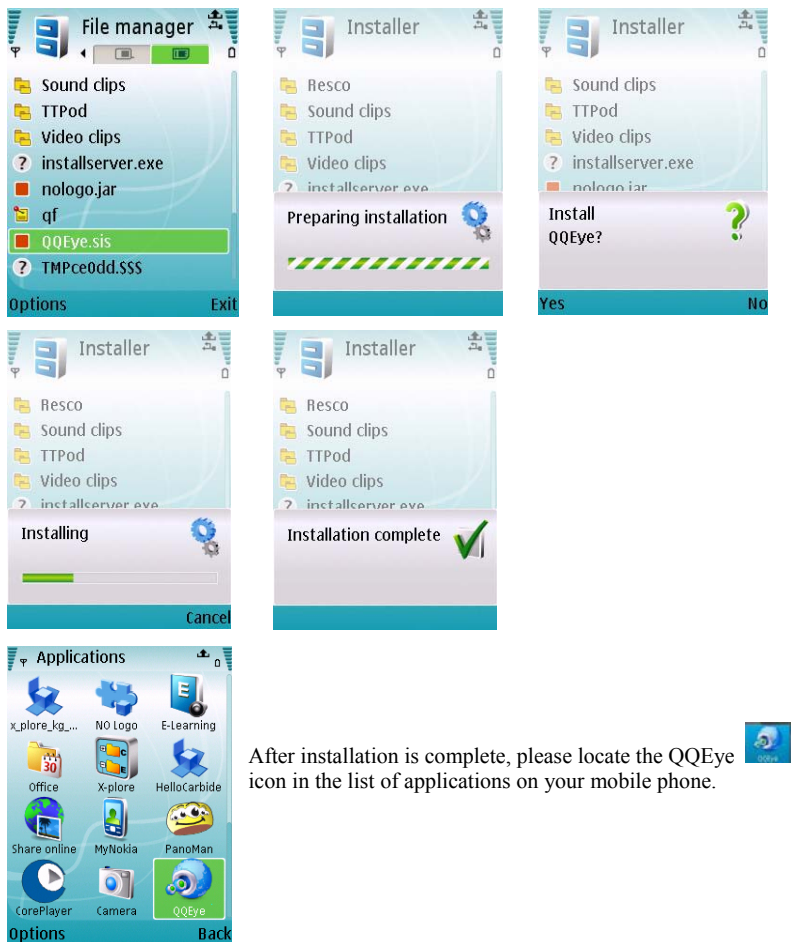 File manager
Sound clips
TTPod
Video clips
installserver.exe
nologo.jar
qf
QQEye.sis
TMPce0dd.$$$
Options Exit
Installer
Resco
Sound clips
TTPod
Video clips
installserver.exe
Preparing installation
Installer
Sound clips
TTPod
Video clips
installserver.exe
nologo.jar
Install
QQEye?
Yes No
Installer
Resco
Sound clips
TTPod
Video clips
installserver.exe
Installing
Cancel
Installer
Resco
Sound clips
TTPod
Video clips
installserver.exe
Installation complete
Applications
x_plore_kg_... NO Logo E-Learning
30
Office X-plore HelloCarbide
Share online MyNokia PanoMan
CorePlayer Camera QQEye
Options Back
After installation is complete, please locate the QQEye QQEye
icon in the list of applications on your mobile phone.